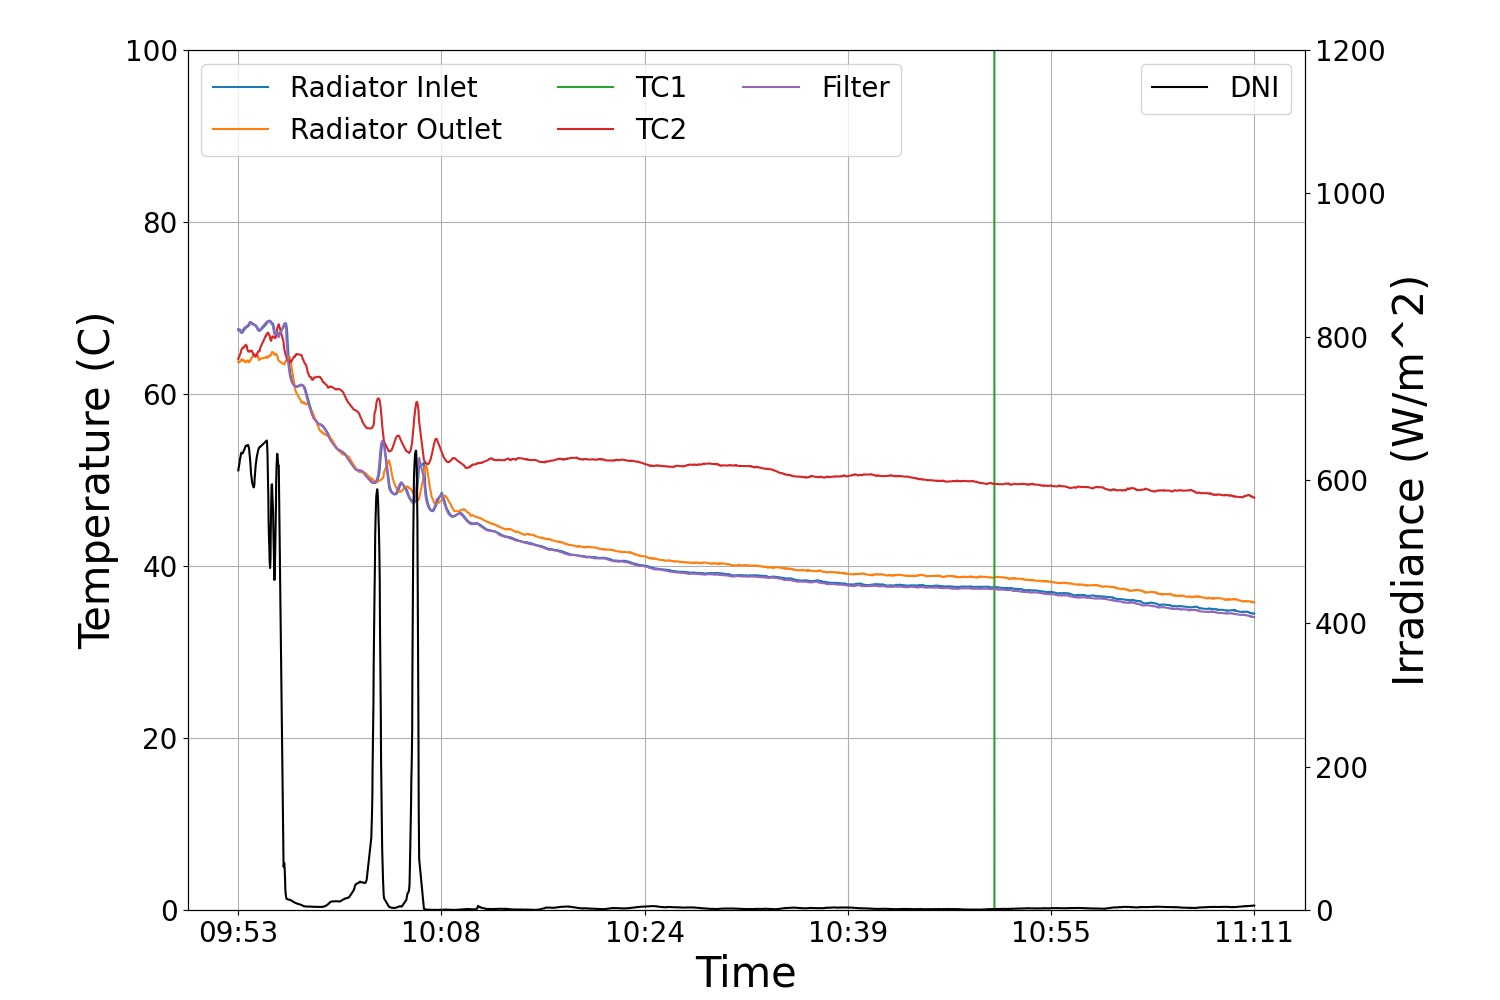 100
80
60
40
20
0
Temperature (C)
Radiator Inlet
Radiator Outlet
TC1
TC2
Filter
DNI
1200
1000
800
600
400
200
0
Irradiance (W/m^2)
09:53
10:08
10:24
10:39
10:55
11:11
Time